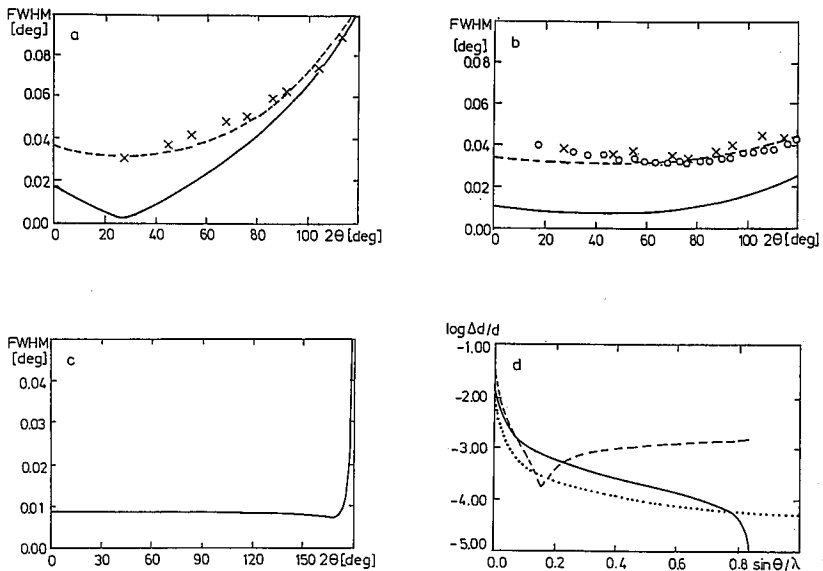 FWHM
[deg]
a
0.08
0.06
0.04
0.02
0.00
0 20 40 60 80 100 2θ[deg]
FWHM
[deg]
b
0.08
0.06
0.04
0.02
0.00
0 20 40 60 80 100 2θ[deg]
FWHM
[deg]
c
0.04
0.03
0.02
0.01
0.00
0 30 60 90 120 150 2θ[deg]
log Δd/d
d
-1.00
-2.00
-3.00
-4.00
-5.00
0.0 0.2 0.4 0.6 0.8 sinθ/λ